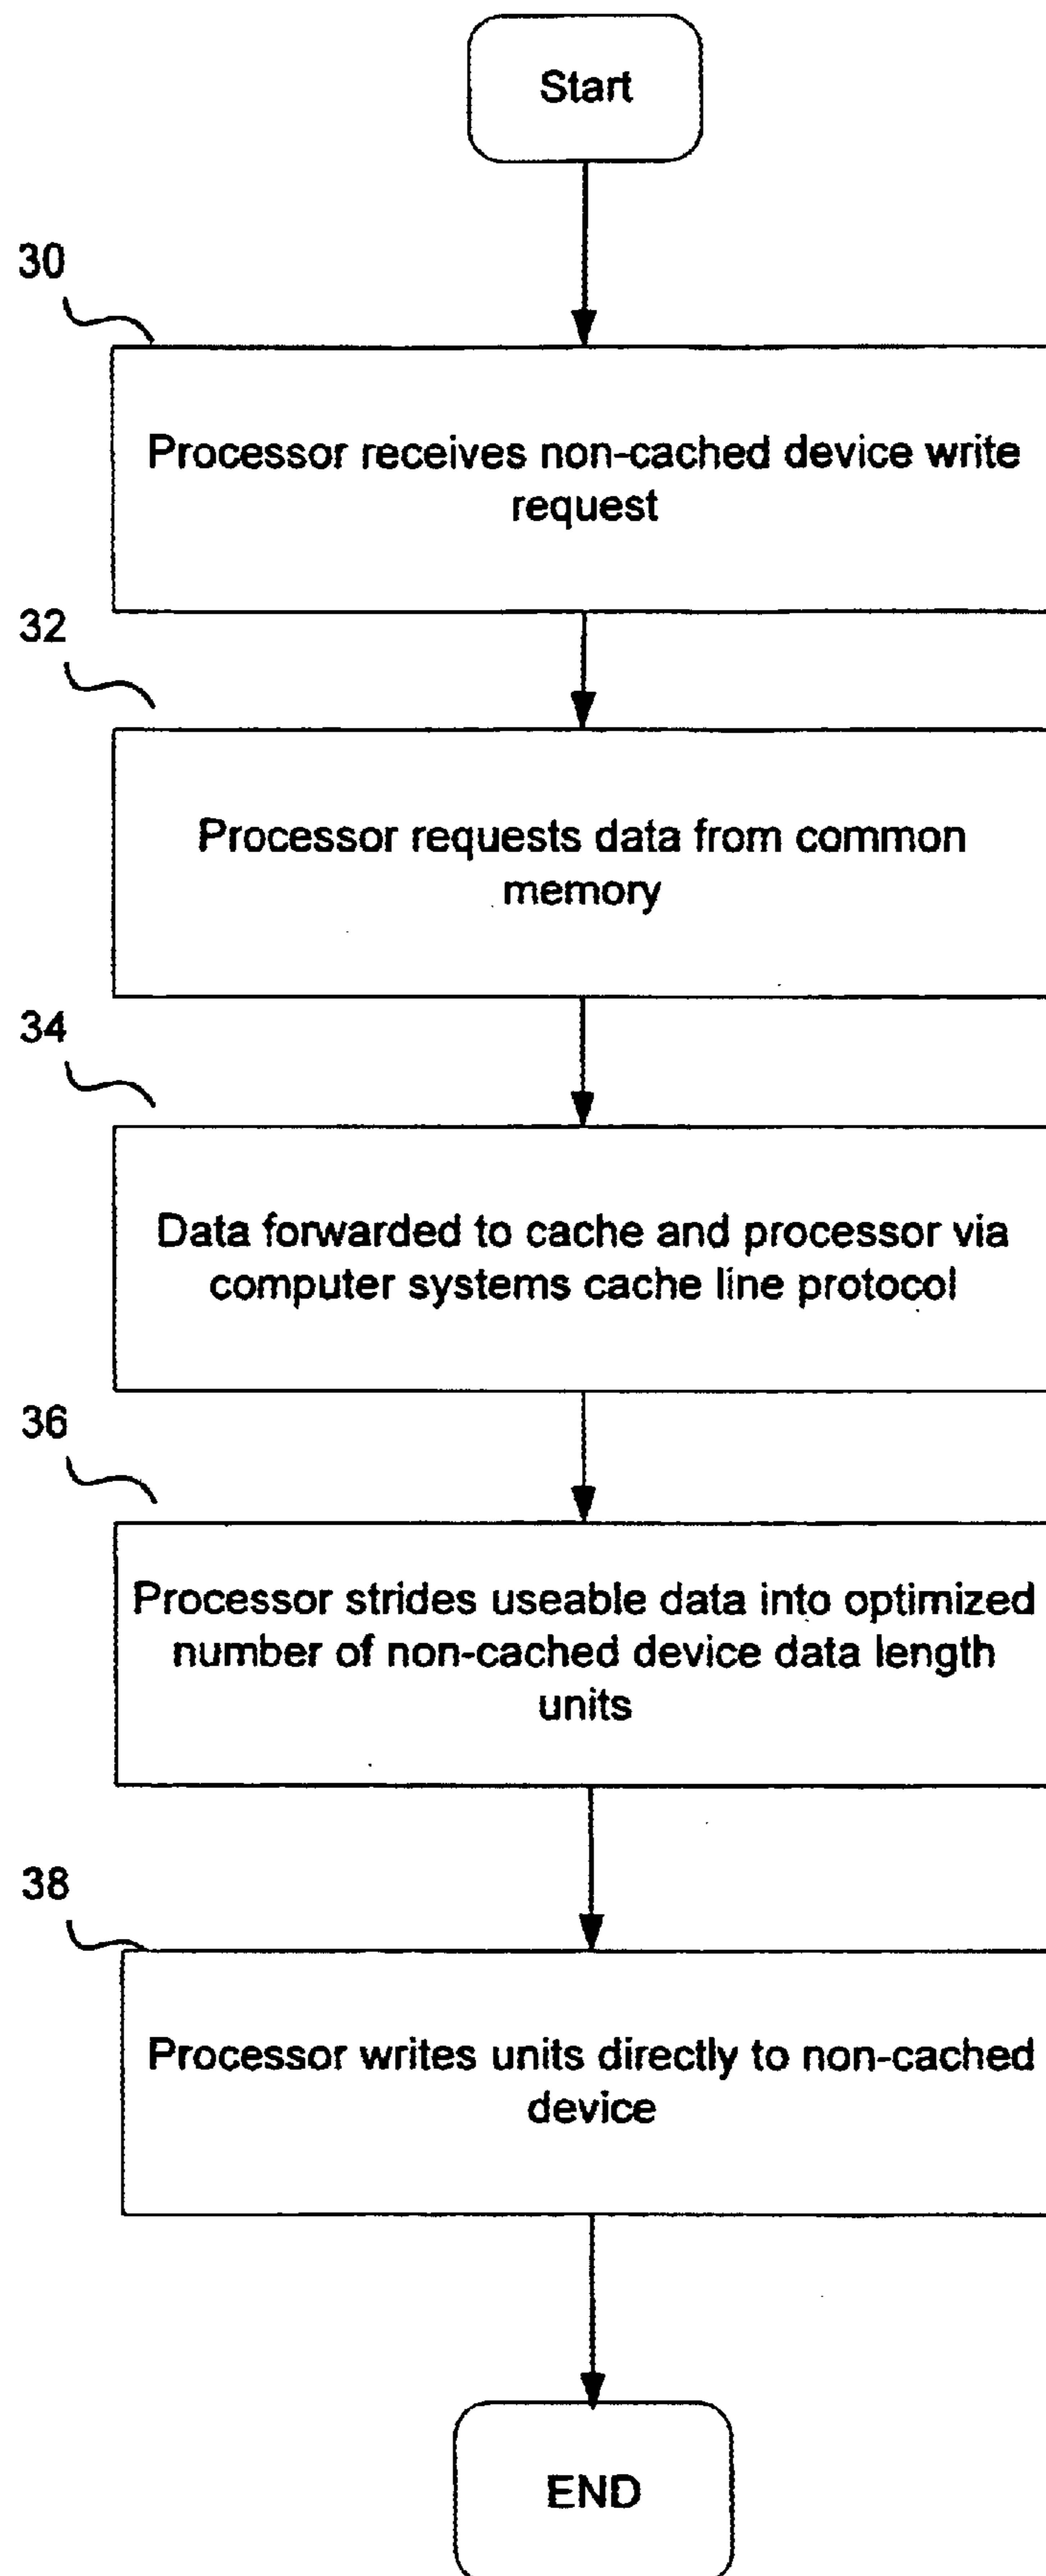 Start
30
Processor receives non-cached device write
request
32
Processor requests data from common
memory
34
Data forwarded to cache and processor via
computer systems cache line protocol
36
Processor strides useable data into optimized
number of non-cached device data length
units
38
Processor writes units directly to non-cached
device
END